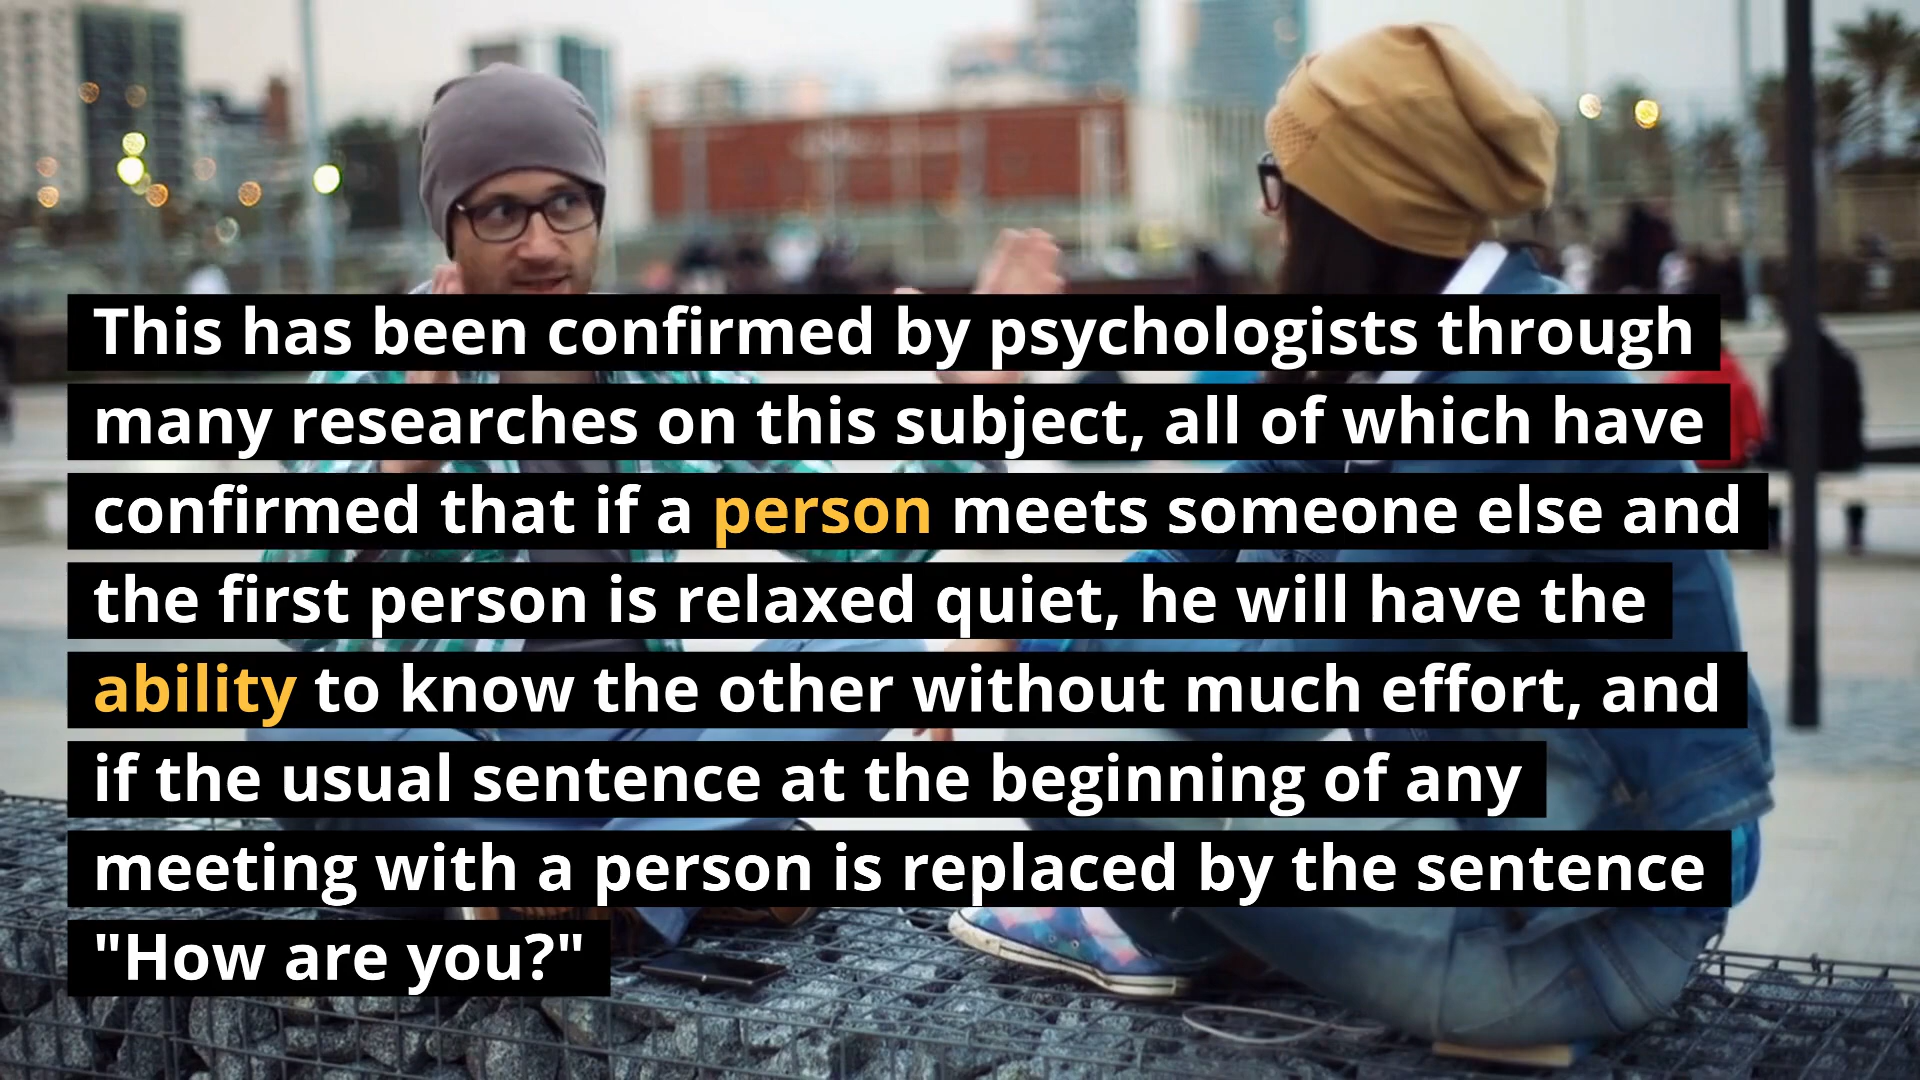 This has been confirmed by psychologists through
many researches on this subject, all of which have
confirmed that if a person meets someone else and
the first person is relaxed quiet, he will have the
ability to know the other without much effort, and
if the usual sentence at the beginning of any
meeting with a person is replaced by the sentence
"How are you?"